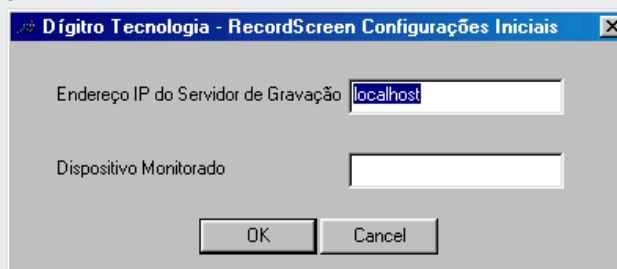 Dígitro Tecnologia - RecordScreen Configurações Iniciais
Endereço IP do Servidor de Gravação localhost
Dispositivo Monitorado
OK Cancel